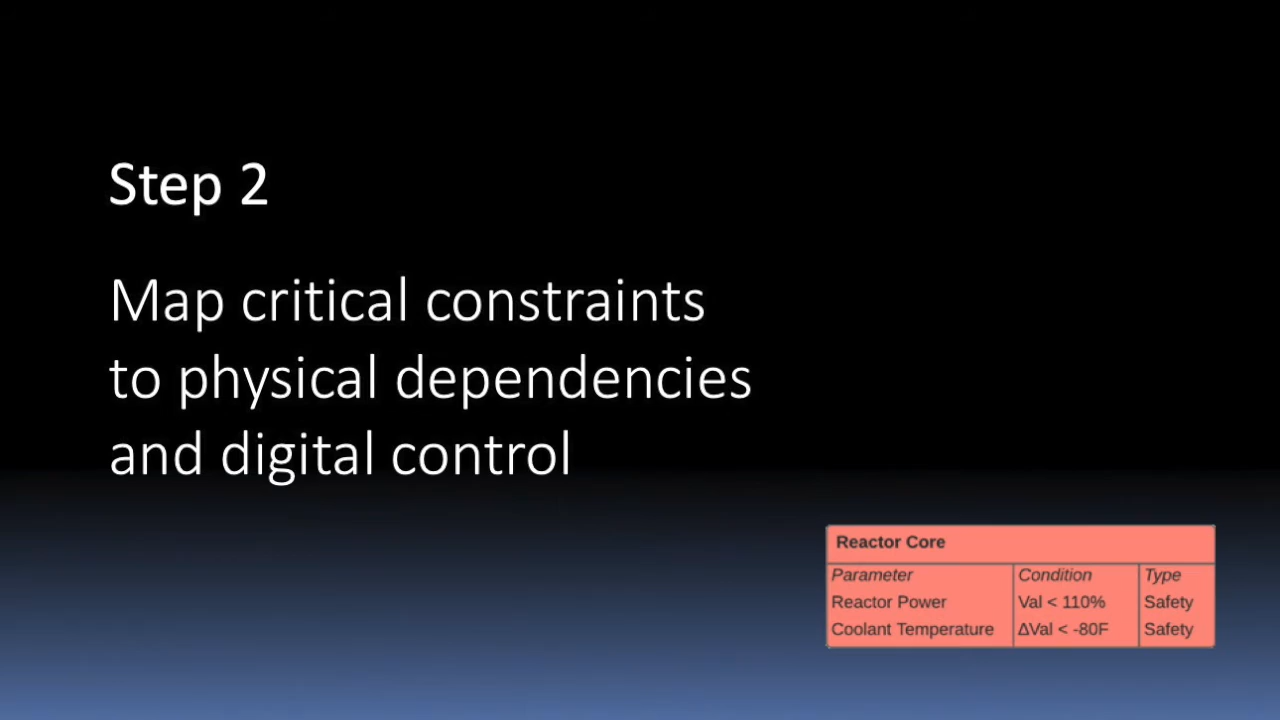 Step 2
Map critical constraints
to physical dependencies
and digital control
Reactor Core
Parameter Condition Type
Reactor Power Val < 110% Safety
Coolant Temperature ΔVal < -80F Safety